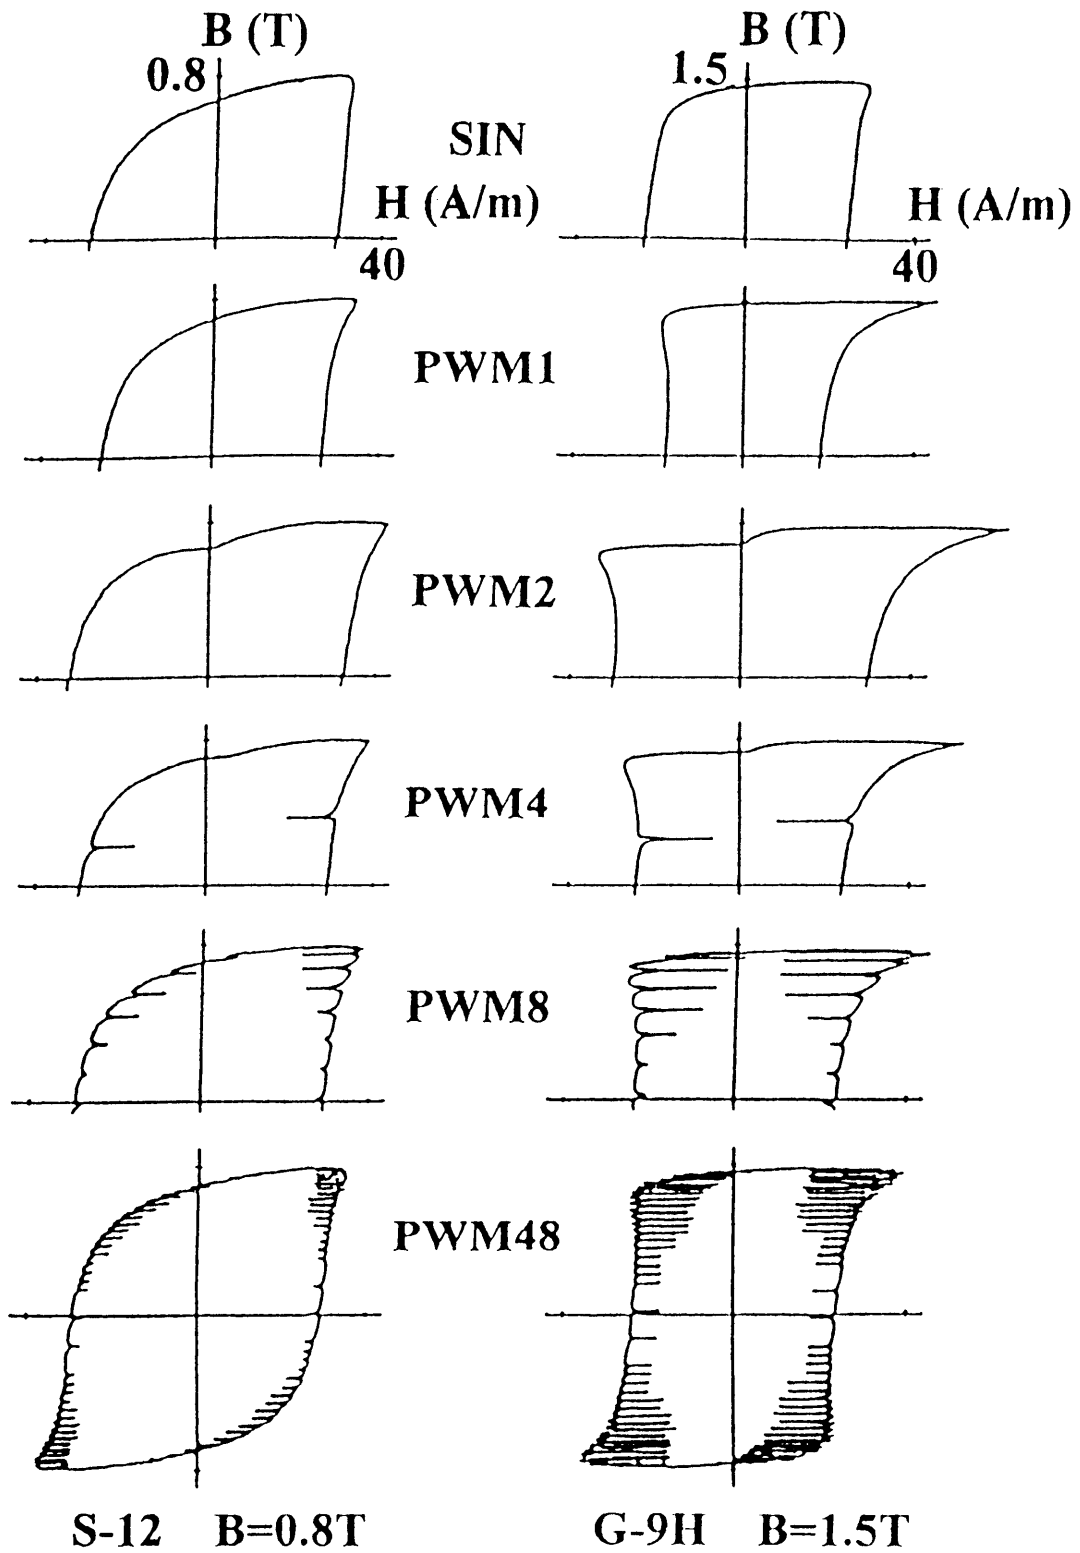 B (T) B (T)
0.8 1.5
SIN
H (A/m) H (A/m)
40 40
PWM1
PWM2
PWM4
PWM8
PWM48
S-12 B=0.8T G-9H B=1.5T